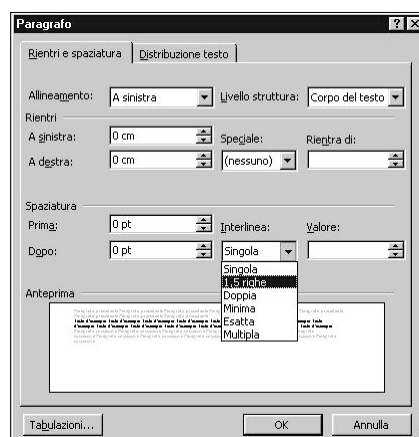 Paragrafo
Rientri e spaziatura Distribuzione testo
Allineamento: A sinistra Livello struttura: Corpo del testo
Rientri
A sinistra: 0 cm Speciale: Rientra di:
A destra: 0 cm (nessuno)
Spaziatura
Prima: 0 pt Interlinea: Valore:
Dopo: 0 pt Singola
Singola
1,5 righe
Doppia
Minima
Esatta
Multipla
Anteprima
Tabulazioni... OK Annulla